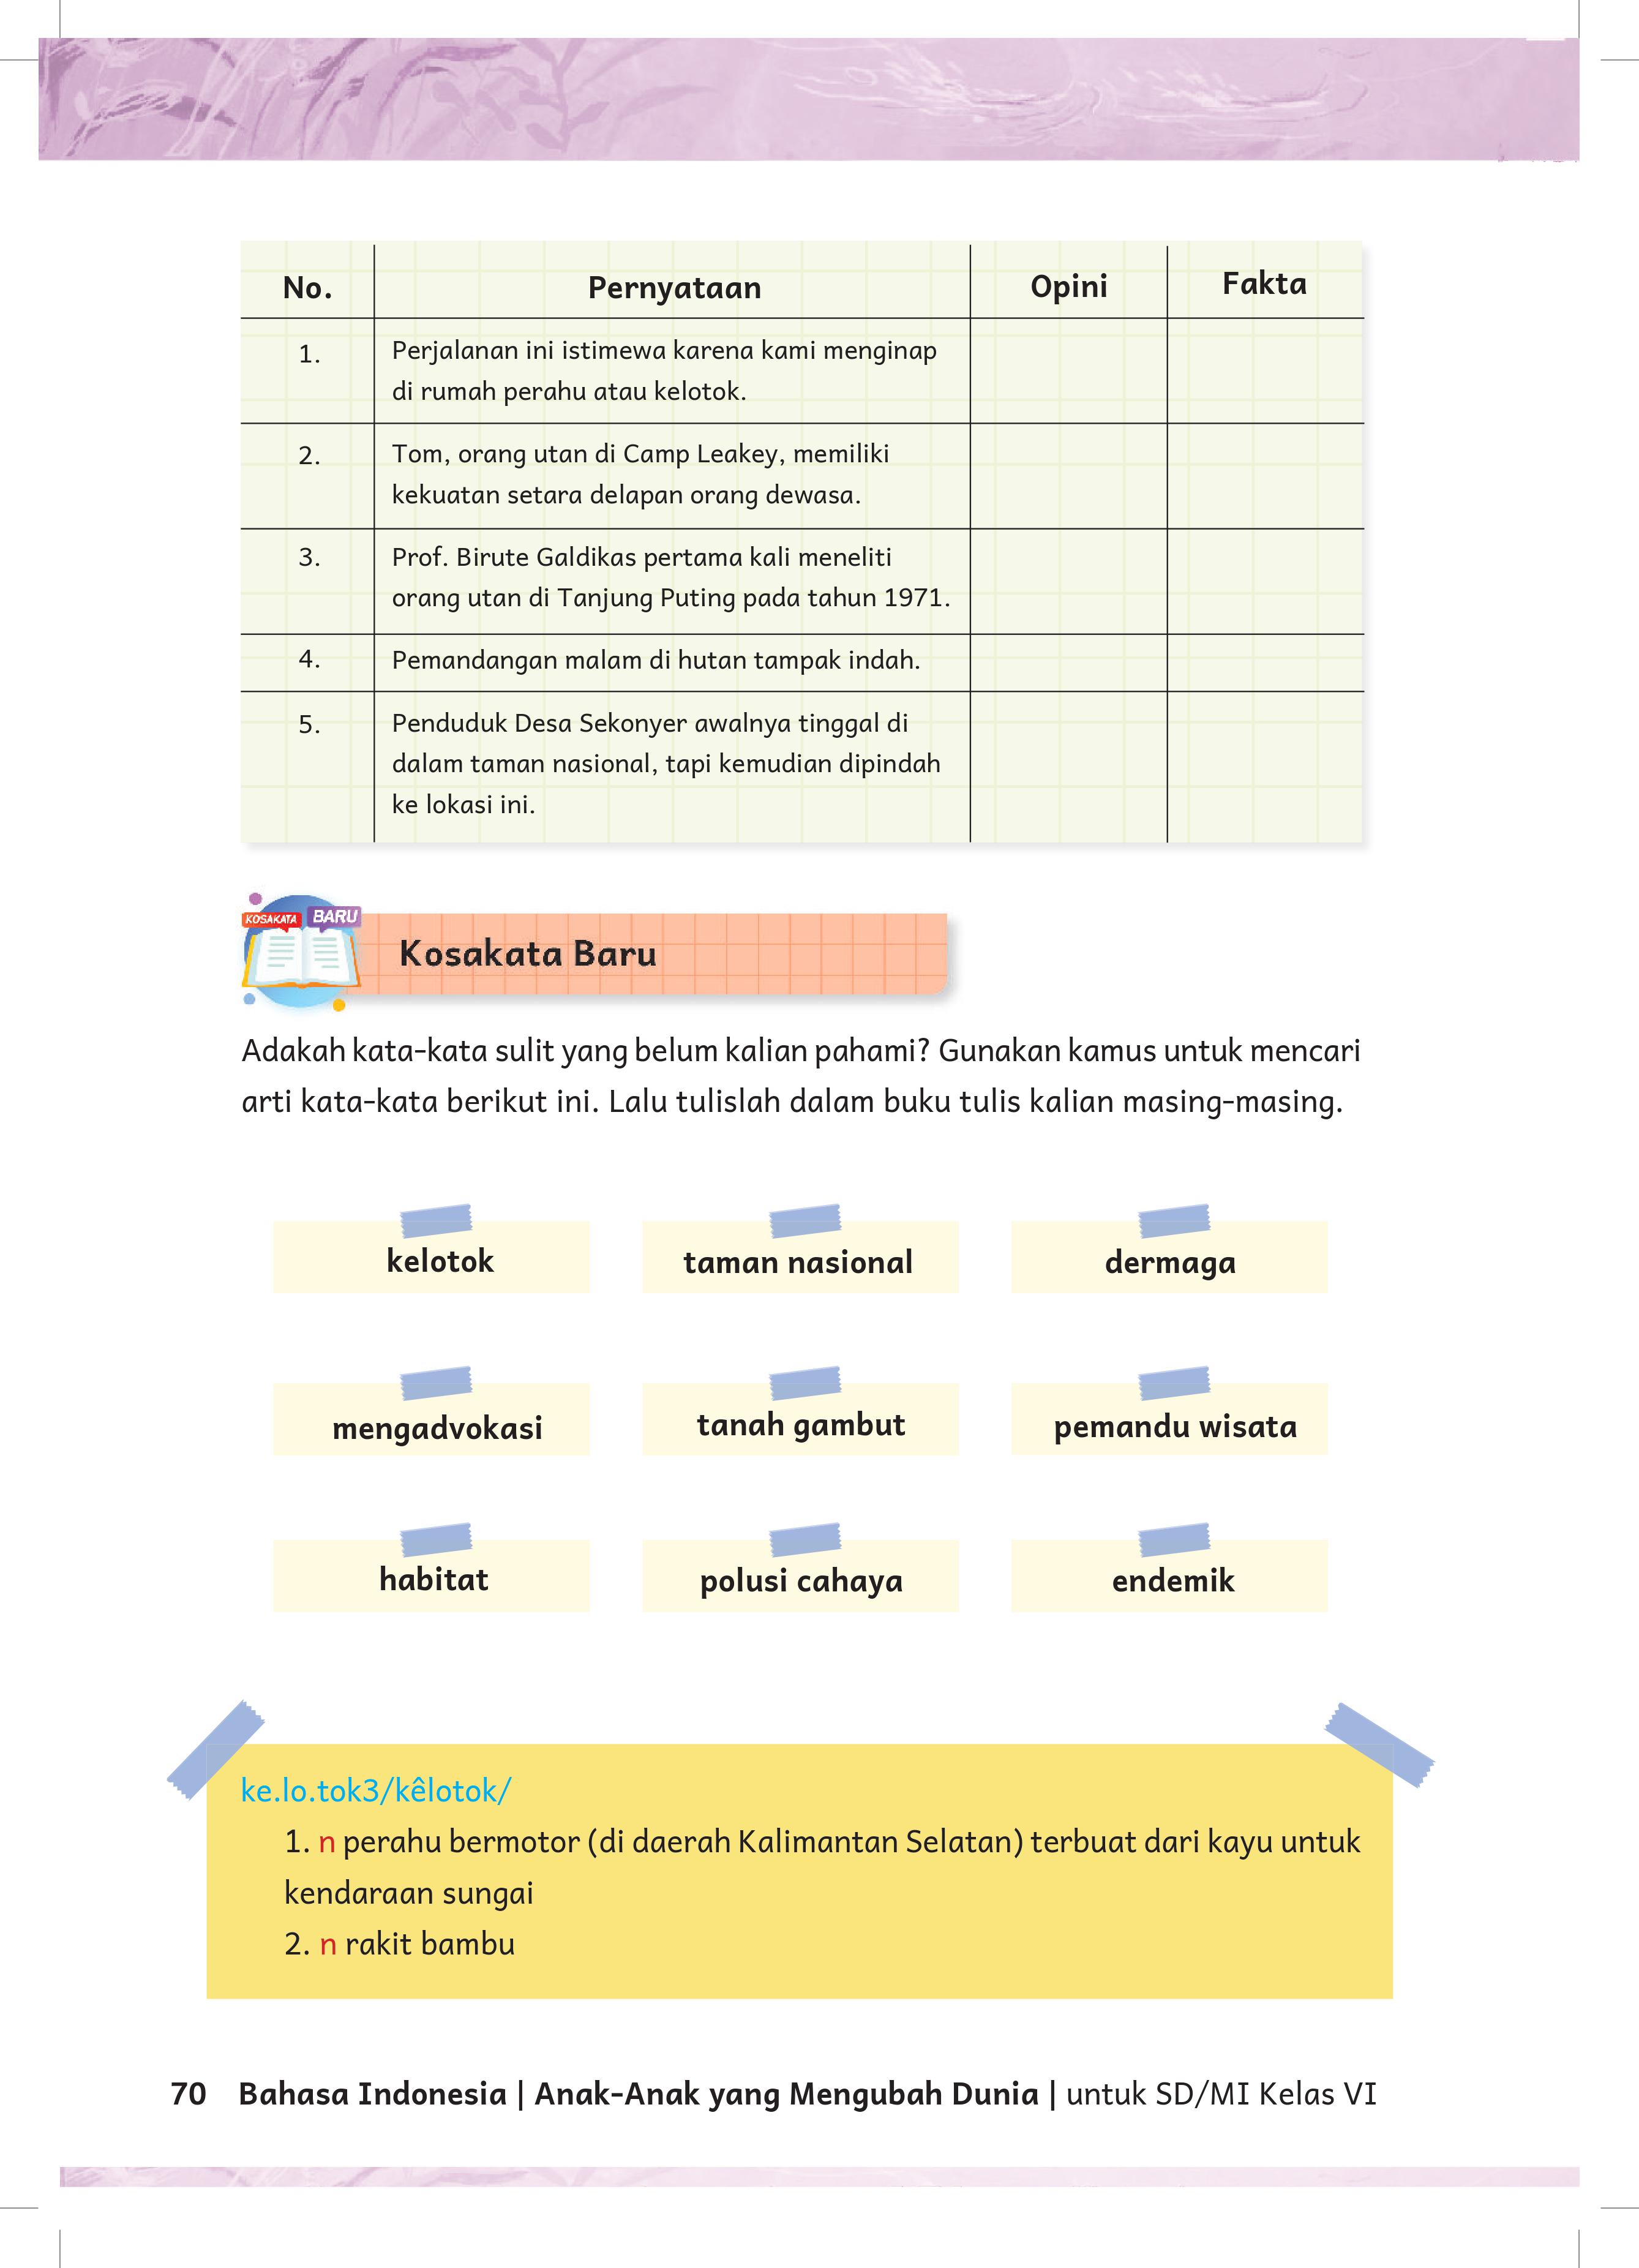 No. Pernyataan Opini Fakta
1. Perjalanan ini istimewa karena kami menginap
di rumah perahu atau kelotok.
2. Tom, orang utan di Camp Leakey, memiliki
kekuatan setara delapan orang dewasa.
3. Prof. Birute Galdikas pertama kali meneliti
orang utan di Tanjung Puting pada tahun 1971.
4. Pemandangan malam di hutan tampak indah.
5. Penduduk Desa Sekonyer awalnya tinggal di
dalam taman nasional, tapi kemudian dipindah
ke lokasi ini.
KOSAKATA BARU
Kosakata Baru
Adakah kata-kata sulit yang belum kalian pahami? Gunakan kamus untuk mencari
arti kata-kata berikut ini. Lalu tulislah dalam buku tulis kalian masing-masing.
kelotok taman nasional dermaga
mengadvokasi tanah gambut pemandu wisata
habitat polusi cahaya endemik
ke.lo.tok3/kêlotok/
1. n perahu bermotor (di daerah Kalimantan Selatan) terbuat dari kayu untuk
kendaraan sungai
2. n rakit bambu
70 Bahasa Indonesia | Anak-Anak yang Mengubah Dunia | untuk SD/MI Kelas VI